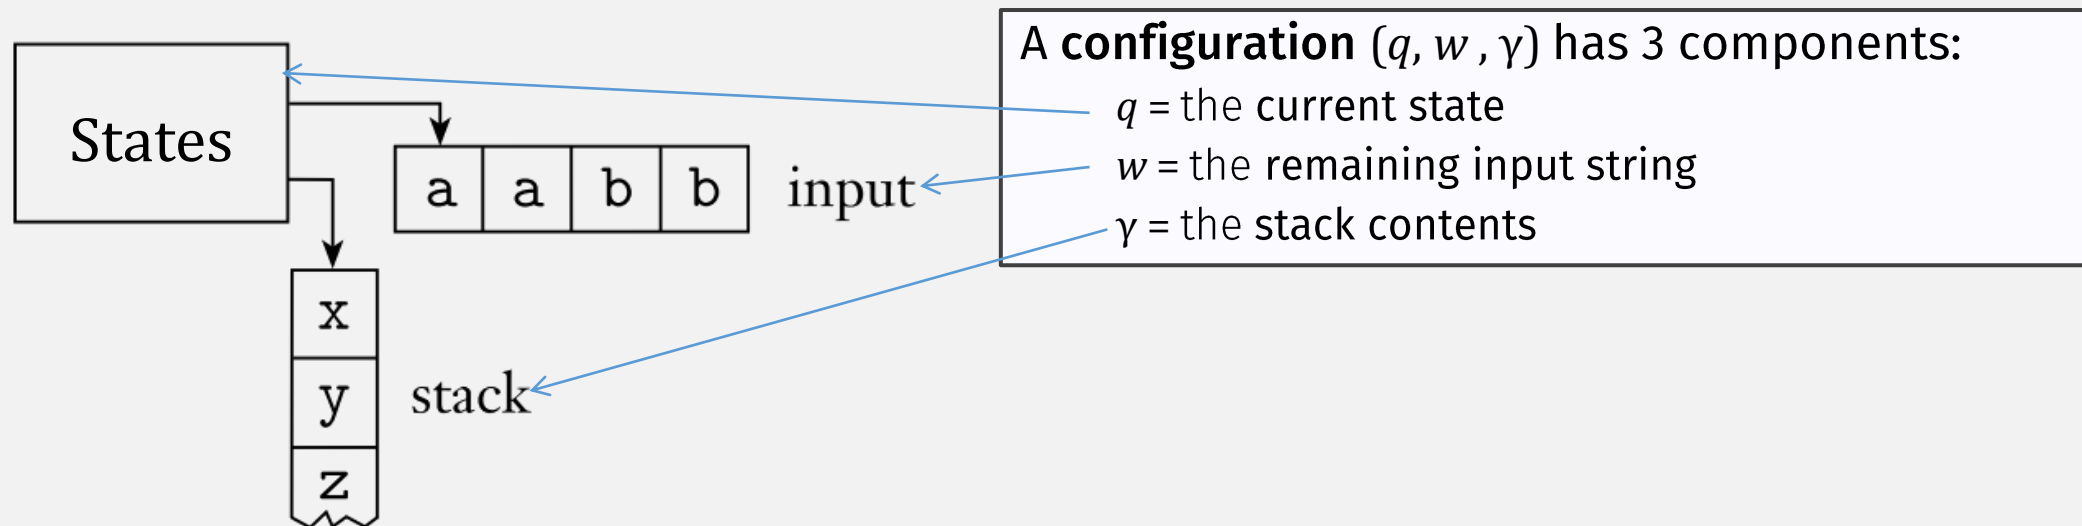 A configuration (q, w , γ) has 3 components:
q = the current state
w = the remaining input string
γ = the stack contents
States
a a b b input
x
y stack
z